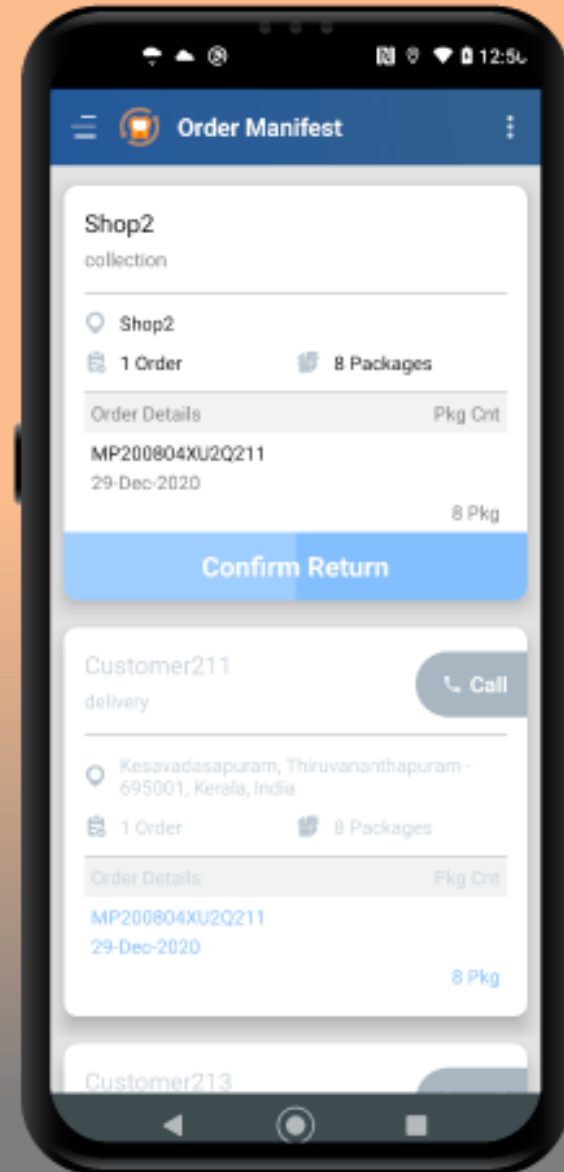 12:5
Order Manifest
Shop2
collection
Shop2
1 Order 8 Packages
Order Details Pkg Cnt
MP200804XU2Q211
29-Dec-2020
8 Pkg
Confirm Return
Customer211
Call
delivery
Kesavadasapuram, Thiruvananthapuram -
695001, Kerala, India
1 Order 8 Packages
Order Details Pkg Cnt
MP200804XU2Q211
29-Dec-2020
8 Pkg
Customer213